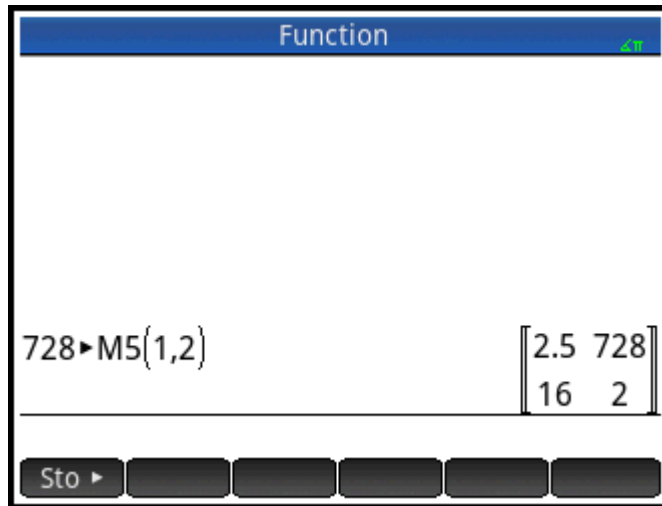 Function
∡π
728▶M5(1,2)
[2.5 728]
[16 2]
Sto ▶